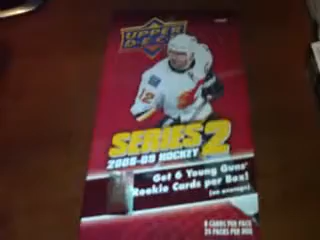 UPPER
DECK
12
SERIES 2
2008-09 HOCKEY
Get 6 Young Guns
Rookie Cards per Box!
(on average)
8 CARDS PER PACK
24 PACKS PER BOX